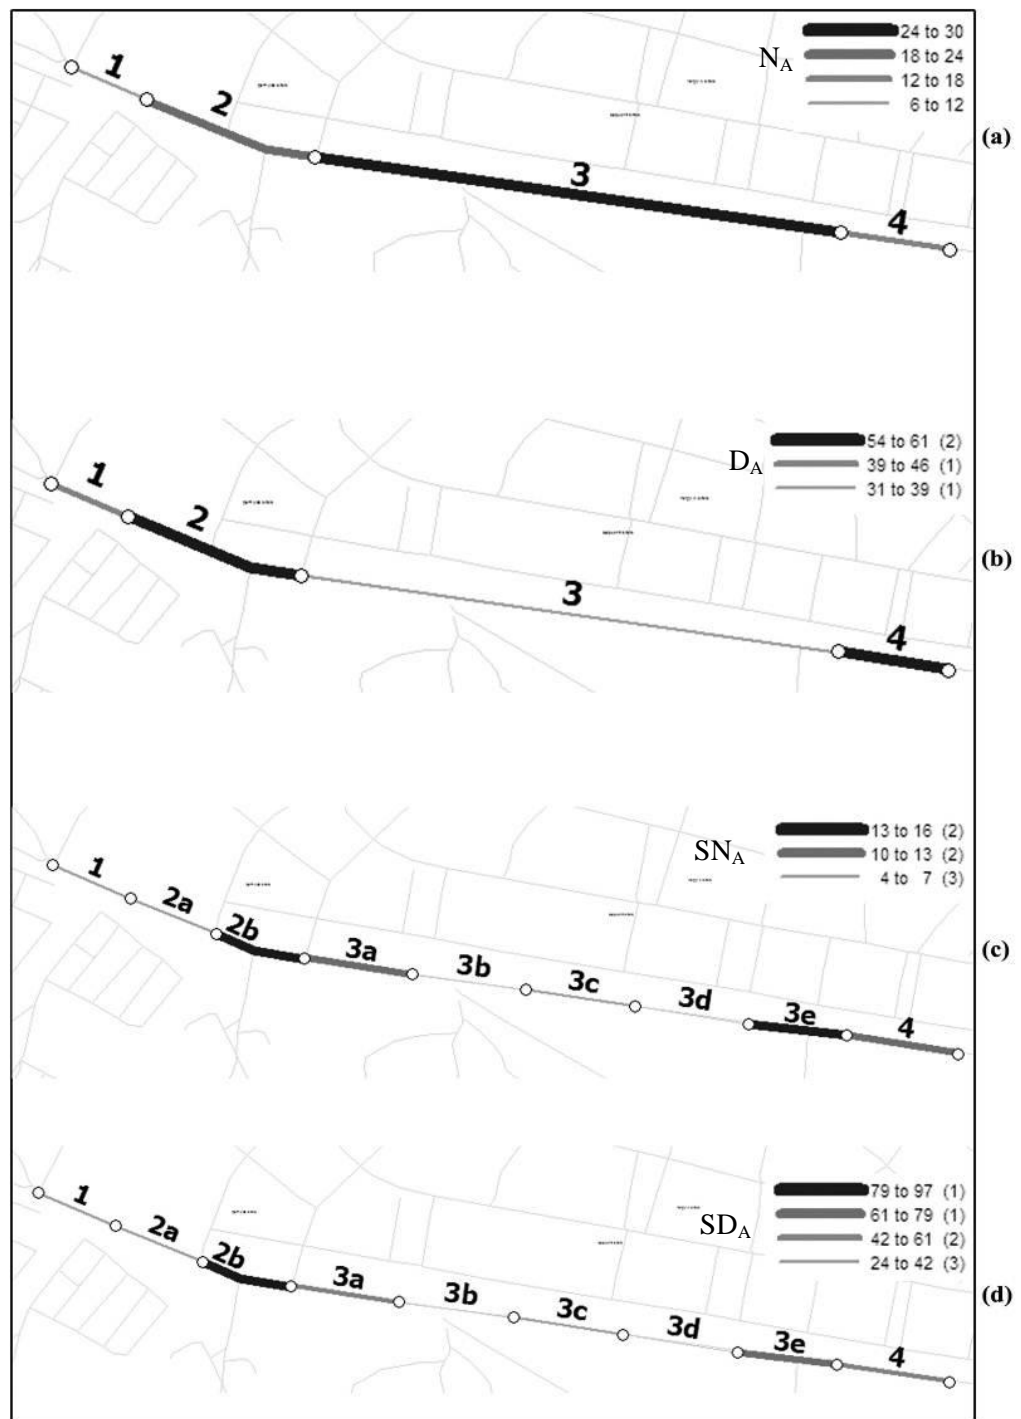 24 to 30
N_A
18 to 24
12 to 18
6 to 12
1
2
3
4
(a)
54 to 61 (2)
D_A
39 to 46 (1)
31 to 39 (1)
1
2
3
4
(b)
13 to 16 (2)
SN_A
10 to 13 (2)
4 to 7 (3)
1
2a
2b
3a
3b
3c
3d
3e
4
(c)
79 to 97 (1)
61 to 79 (1)
SD_A
42 to 61 (2)
24 to 42 (3)
1
2a
2b
3a
3b
3c
3d
3e
4
(d)